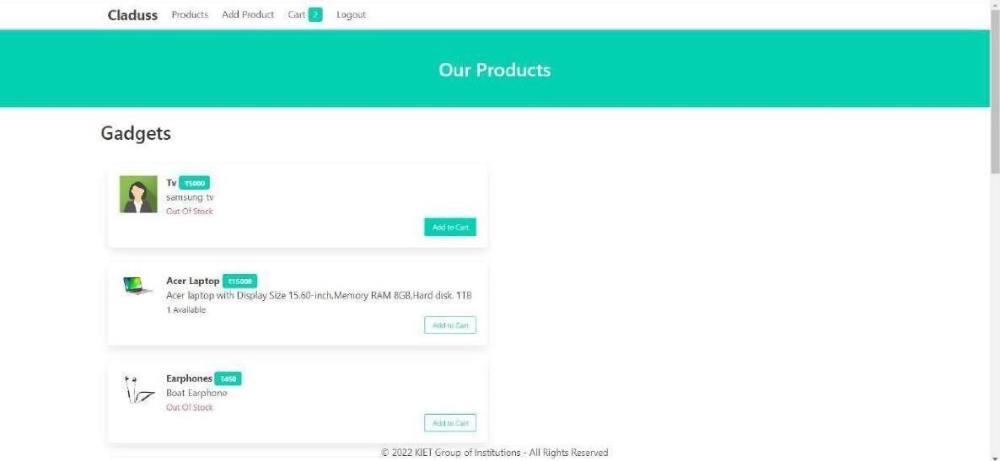 Claduss Products Add Product Cart 2 Logout
Our Products
Gadgets
Tv ₹5000
samsung tv
Out Of Stock
Add to Cart
Acer Laptop ₹15000
Acer laptop with Display Size 15.60-inch,Memory RAM 8GB,Hard disk. 1TB
1 Available
Add to Cart
Earphones ₹450
Boat Earphone
Out Of Stock
Add to Cart
© 2022 KIET Group of Institutions - All Rights Reserved